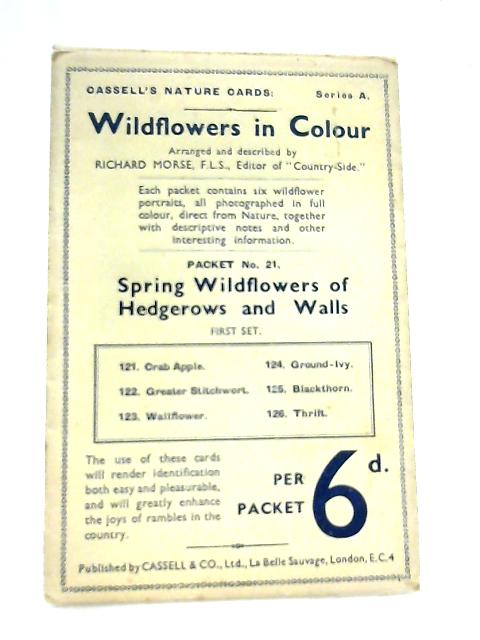 CASSELL'S NATURE CARDS: Series A.
Wildflowers in Colour
Arranged and described by
RICHARD MORSE, F.L.S., Editor of "Country-Side."
Each packet contains six wildflower
portraits, all photographed in full
colour, direct from Nature, together
with descriptive notes and other
interesting information.
PACKET No. 21.
Spring Wildflowers of
Hedgerows and Walls
FIRST SET.
121. Crab Apple. 124. Ground-Ivy.
122. Greater Stitchwort. 125. Blackthorn.
123. Wallflower. 126. Thrift.
The use of these cards
will render identification
both easy and pleasurable,
and will greatly enhance
the joys of rambles in the
country.
PER
PACKET
6d.
Published by CASSELL & CO., Ltd., La Belle Sauvage, London, E.C.4